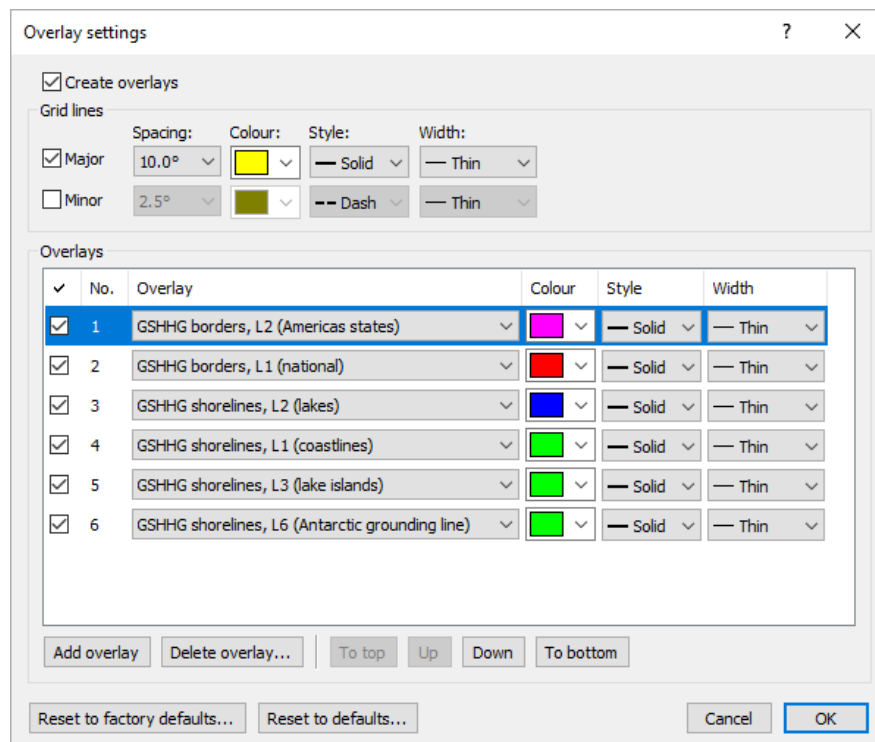 Overlay settings ?
Create overlays
Grid lines
Spacing: Colour: Style: Width:
Major 10.0° Solid Thin
Minor 2.5° Dash Thin
Overlays
No. Overlay Colour Style Width
1 GSHHG borders, L2 (Americas states) Solid Thin
2 GSHHG borders, L1 (national) Solid Thin
3 GSHHG shorelines, L2 (lakes) Solid Thin
4 GSHHG shorelines, L1 (coastlines) Solid Thin
5 GSHHG shorelines, L3 (lake islands) Solid Thin
6 GSHHG shorelines, L6 (Antarctic grounding line) Solid Thin
Add overlay Delete overlay... To top Up Down To bottom
Reset to factory defaults... Reset to defaults... Cancel OK